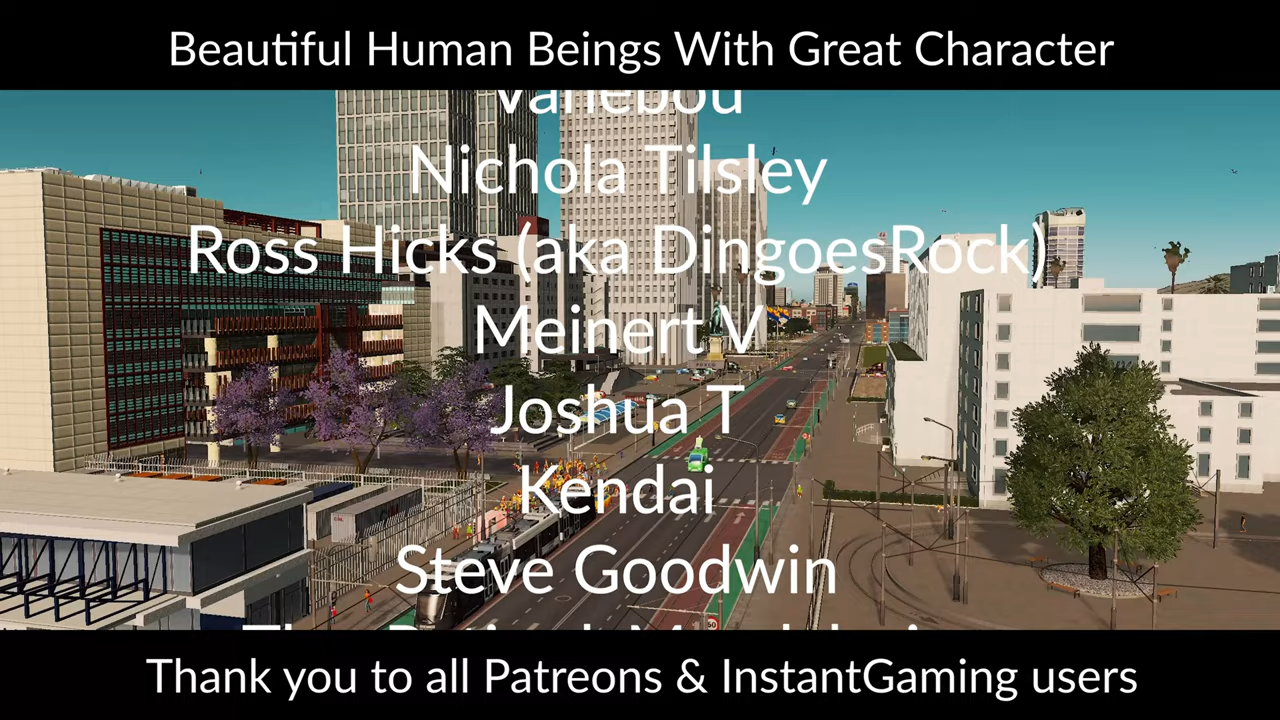 Beautiful Human Beings With Great Character
Nichola Tilsley
Ross Hicks (aka DingoesRock)
Meinert V
Joshua T
Kendai
Steve Goodwin
50
Thank you to all Patreons & InstantGaming users